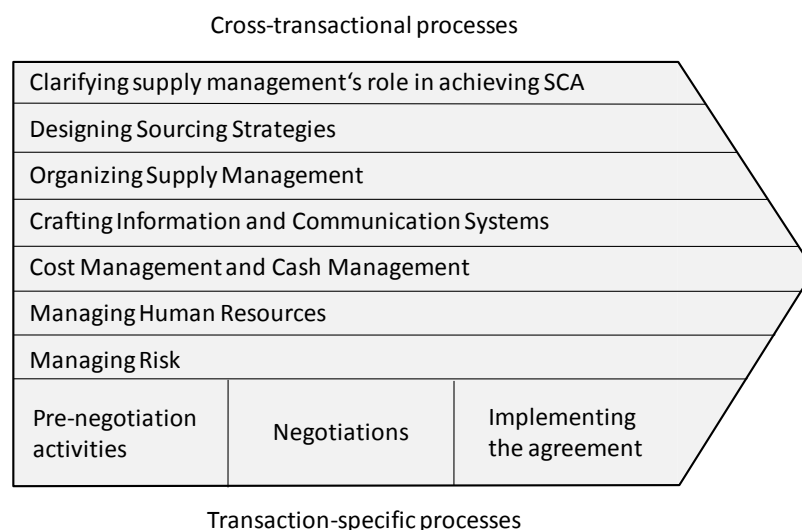 Cross-transactional processes
Clarifying supply management‘s role in achieving SCA
Designing Sourcing Strategies
Organizing Supply Management
Crafting Information and Communication Systems
Cost Management and Cash Management
Managing Human Resources
Managing Risk
Pre-negotiation
activities
Negotiations
Implementing
the agreement
Transaction-specific processes